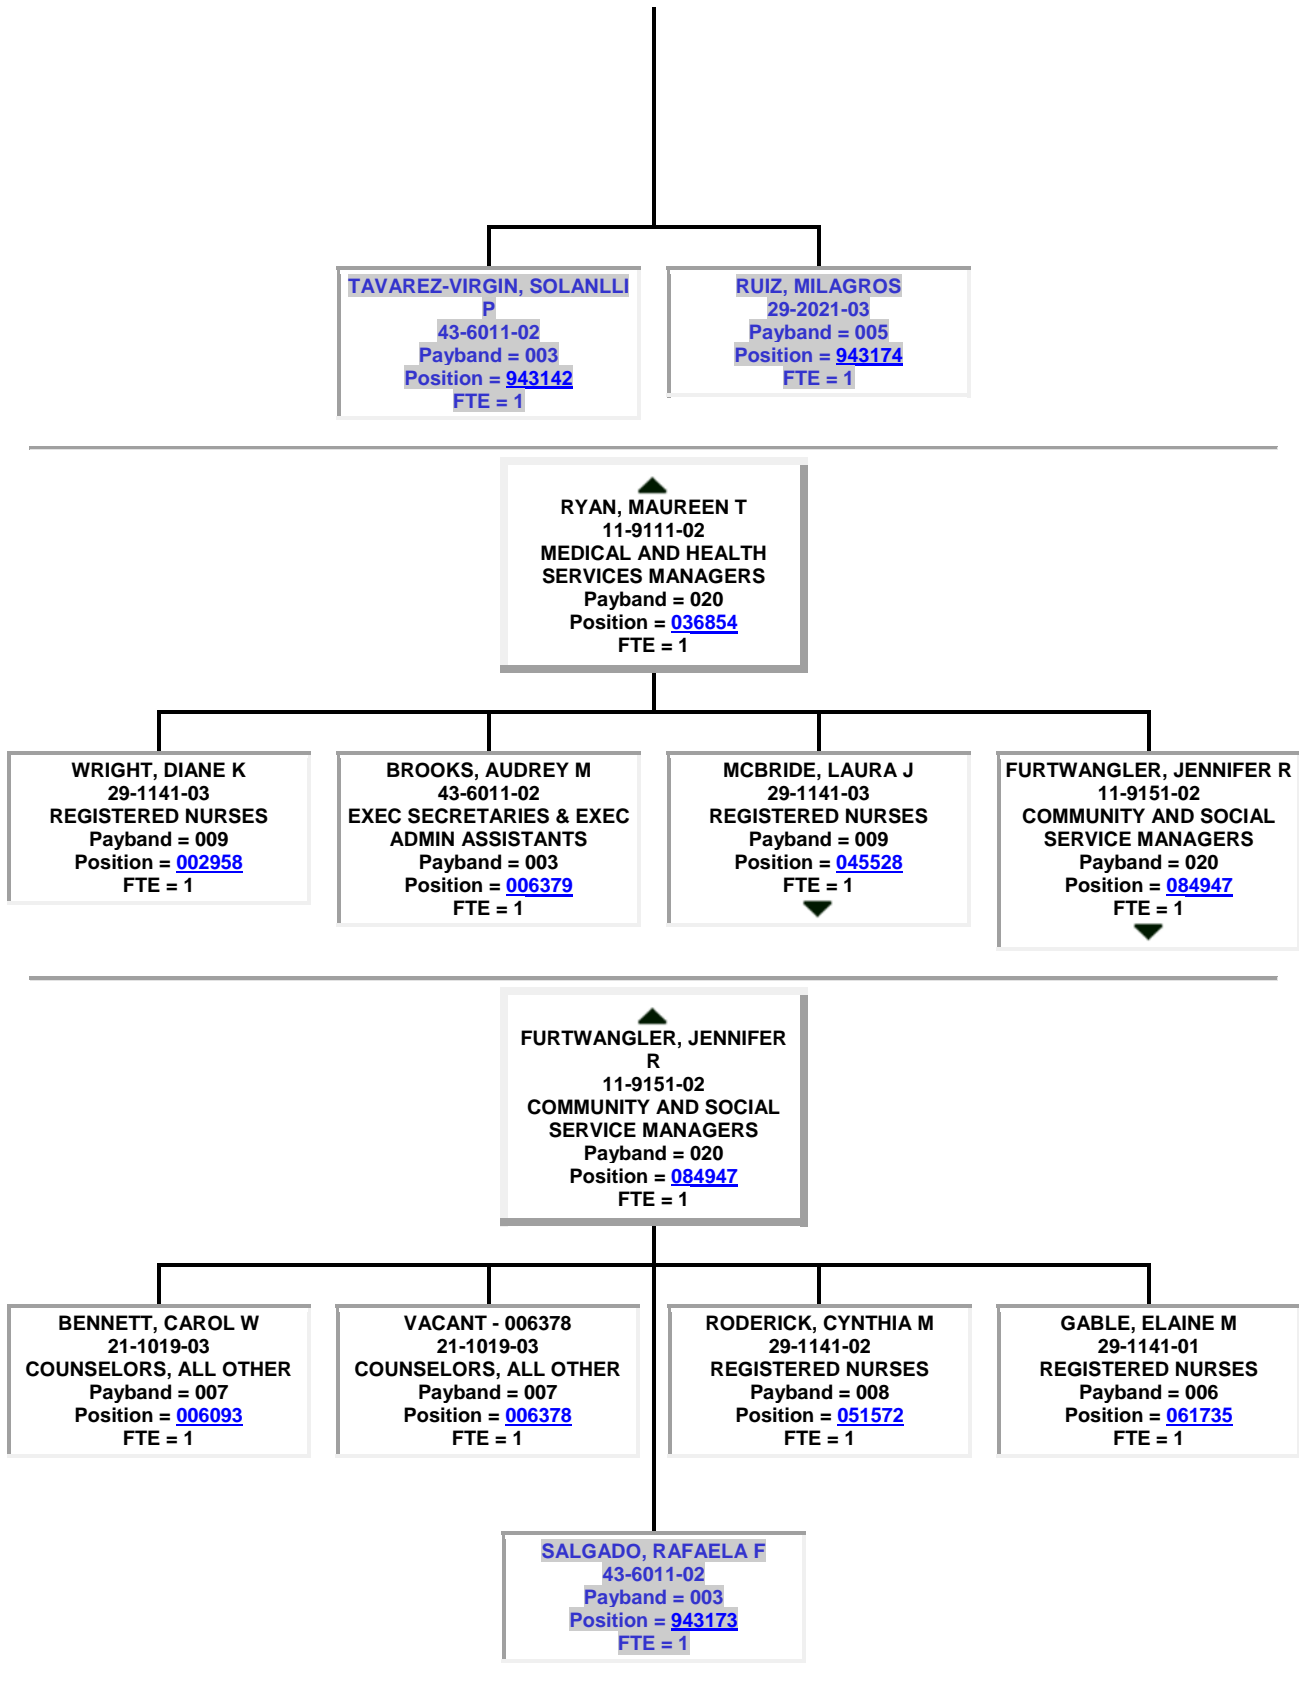 TAVAREZ-VIRGIN, SOLANLLI
P
43-6011-02
Payband = 003
Position = 943142
FTE = 1
RUIZ, MILAGROS
29-2021-03
Payband = 005
Position = 943174
FTE = 1
RYAN, MAUREEN T
11-9111-02
MEDICAL AND HEALTH
SERVICES MANAGERS
Payband = 020
Position = 036854
FTE = 1
WRIGHT, DIANE K
29-1141-03
REGISTERED NURSES
Payband = 009
Position = 002958
FTE = 1
BROOKS, AUDREY M
43-6011-02
EXEC SECRETARIES & EXEC
ADMIN ASSISTANTS
Payband = 003
Position = 006379
FTE = 1
MCBRIDE, LAURA J
29-1141-03
REGISTERED NURSES
Payband = 009
Position = 045528
FTE = 1
FURTWANGLER, JENNIFER R
11-9151-02
COMMUNITY AND SOCIAL
SERVICE MANAGERS
Payband = 020
Position = 084947
FTE = 1
FURTWANGLER, JENNIFER
R
11-9151-02
COMMUNITY AND SOCIAL
SERVICE MANAGERS
Payband = 020
Position = 084947
FTE = 1
BENNETT, CAROL W
21-1019-03
COUNSELORS, ALL OTHER
Payband = 007
Position = 006093
FTE = 1
VACANT - 006378
21-1019-03
COUNSELORS, ALL OTHER
Payband = 007
Position = 006378
FTE = 1
RODERICK, CYNTHIA M
29-1141-02
REGISTERED NURSES
Payband = 008
Position = 051572
FTE = 1
GABLE, ELAINE M
29-1141-01
REGISTERED NURSES
Payband = 006
Position = 061735
FTE = 1
SALGADO, RAFAELA F
43-6011-02
Payband = 003
Position = 943173
FTE = 1